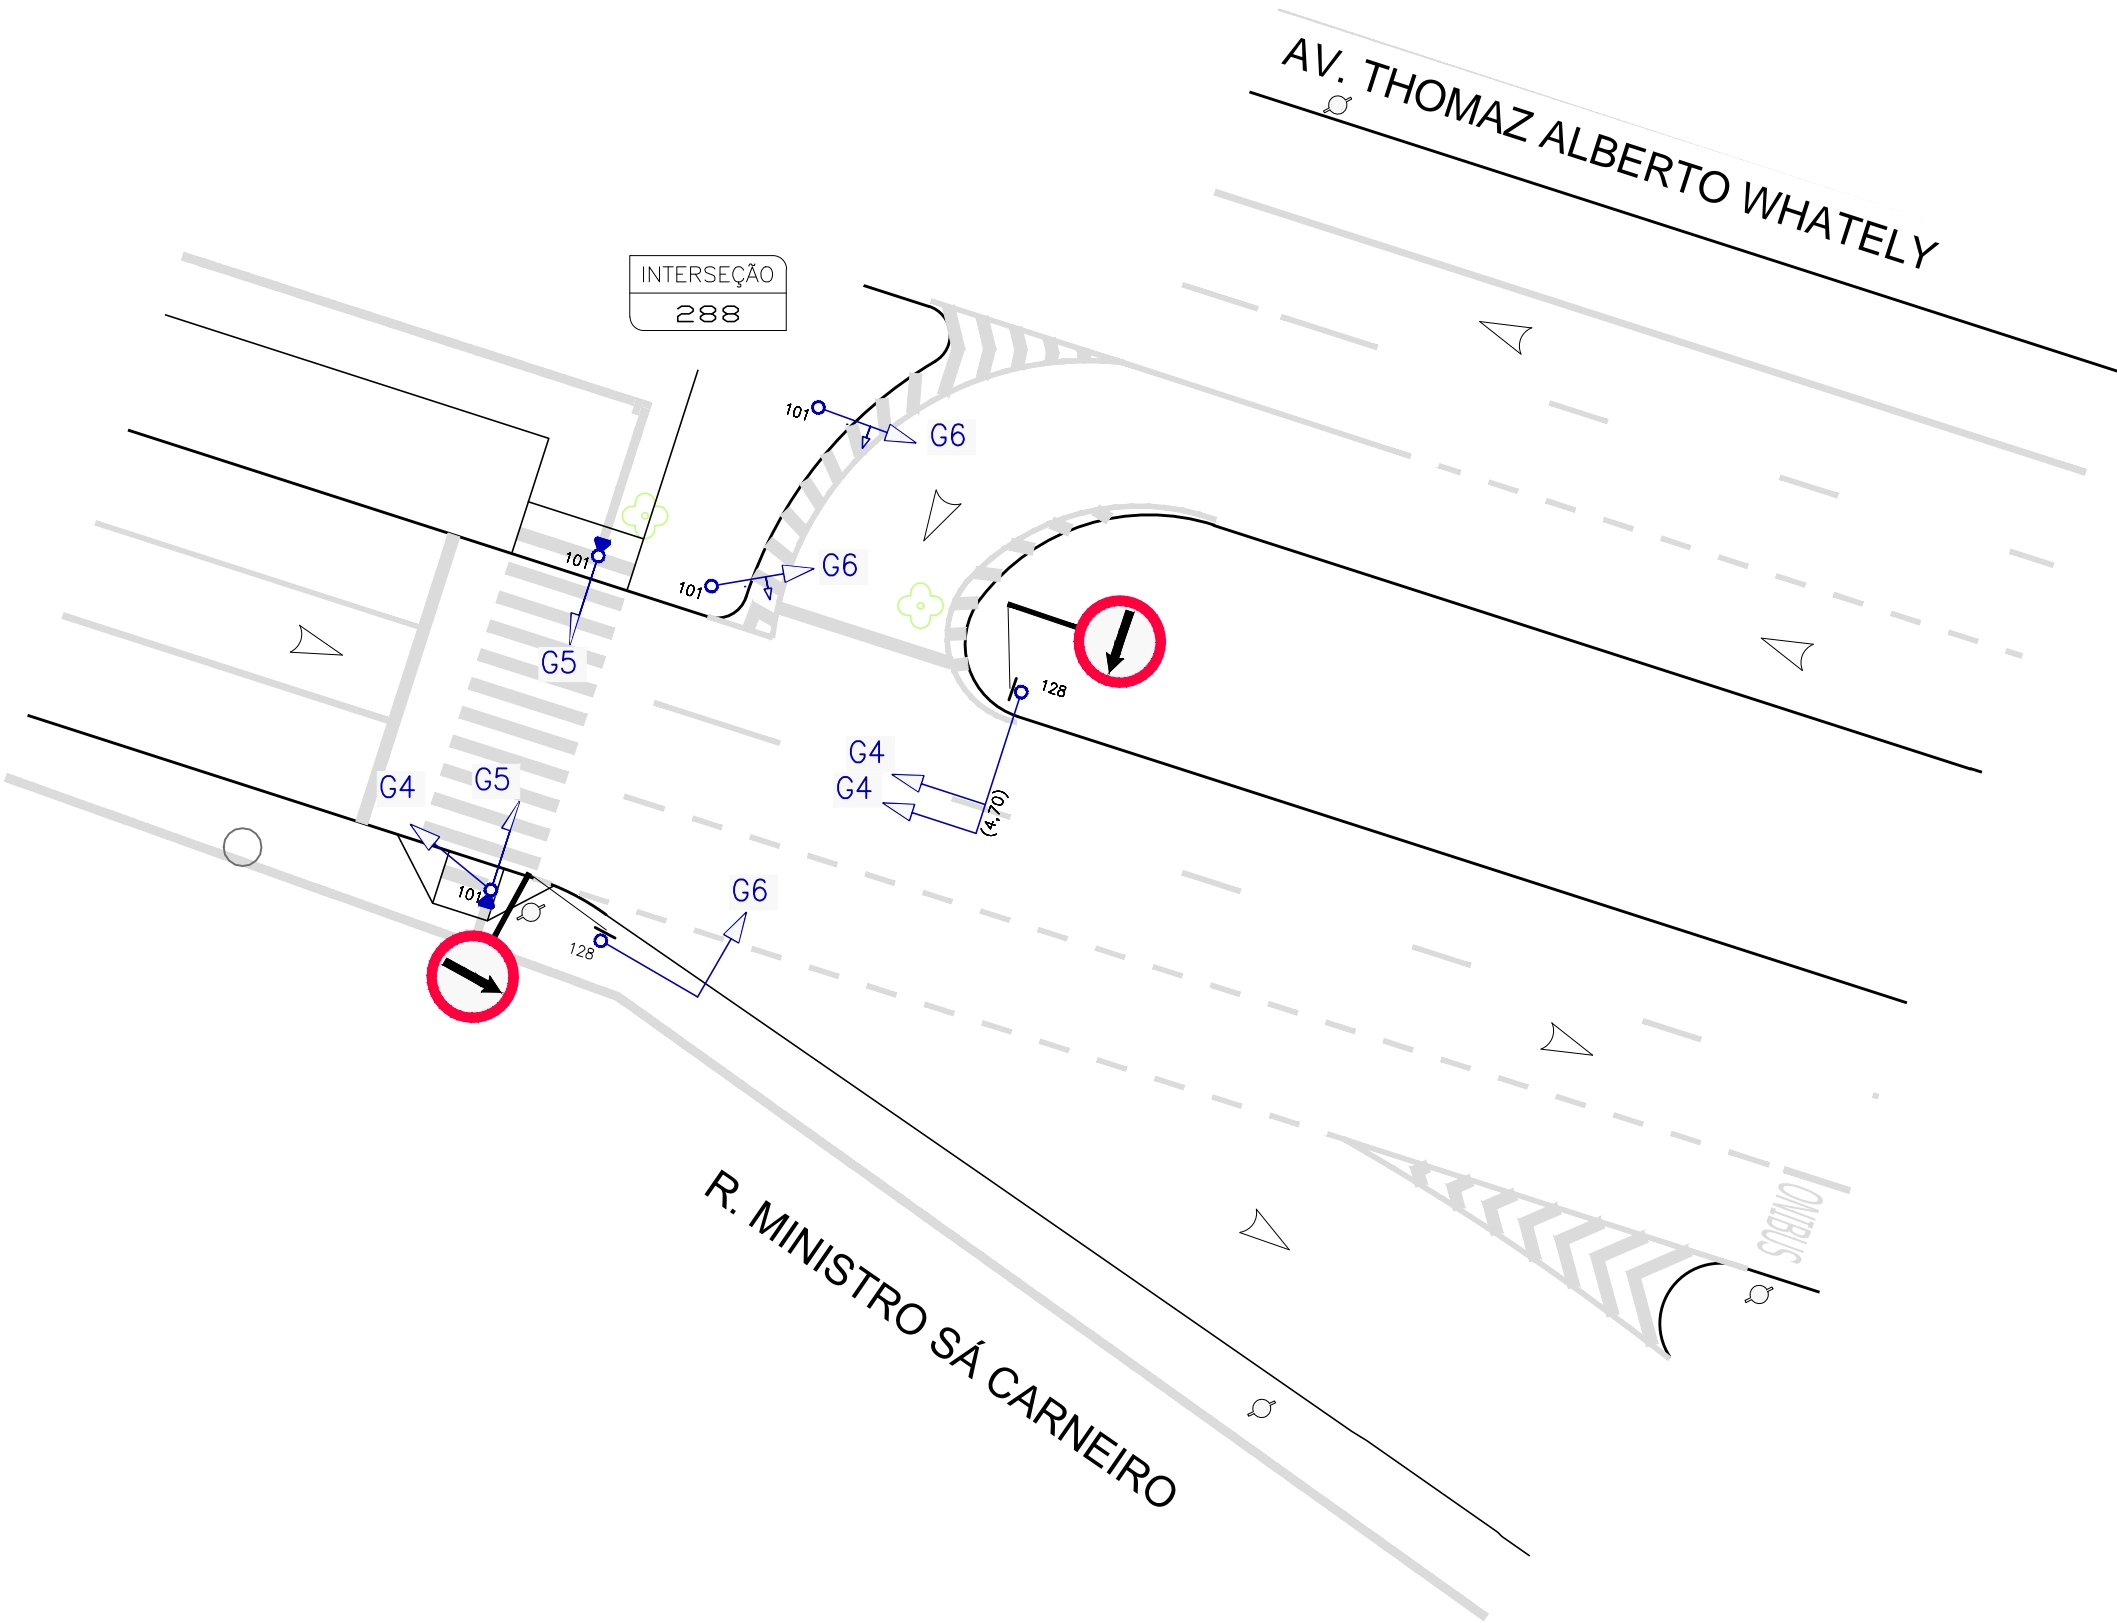 AV. THOMAZ ALBERTO WHATELY
INTERSEÇÃO
288
101
G6
101
G5
101
G6
128
G4
G4
(4,70)
G4
G5
101
128
G6
ONIBUS
R. MINISTRO SÁ CARNEIRO